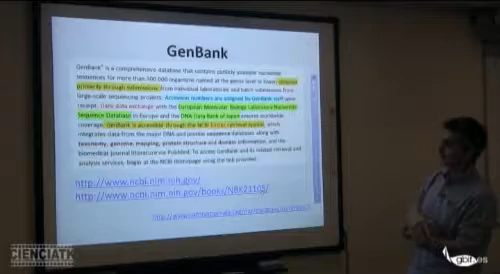 GenBank
GenBank® is a comprehensive database that contains publicly available nucleotide
sequences for more than 300 000 organisms named at the genus level or lower, obtained
primarily through submissions from individual laboratories and batch submissions from
large-scale sequencing projects. Accession numbers are assigned by GenBank staff upon
receipt. Daily data exchange with the European Molecular Biology Laboratory Nucleotide
Sequence Database in Europe and the DNA Data Bank of Japan ensures worldwide
coverage. GenBank is accessible through the NCBI Entrez retrieval system, which
integrates data from the major DNA and protein sequence databases along with
taxonomy, genome, mapping, protein structure and domain information, and the
biomedical journal literature via PubMed. To access GenBank and its related retrieval and
analysis services, begin at the NCBI Homepage using the link provided.
http://www.ncbi.nlm.nih.gov/
http://www.ncbi.nlm.nih.gov/books/NBK21105/
CIENCIATK
gbif.es